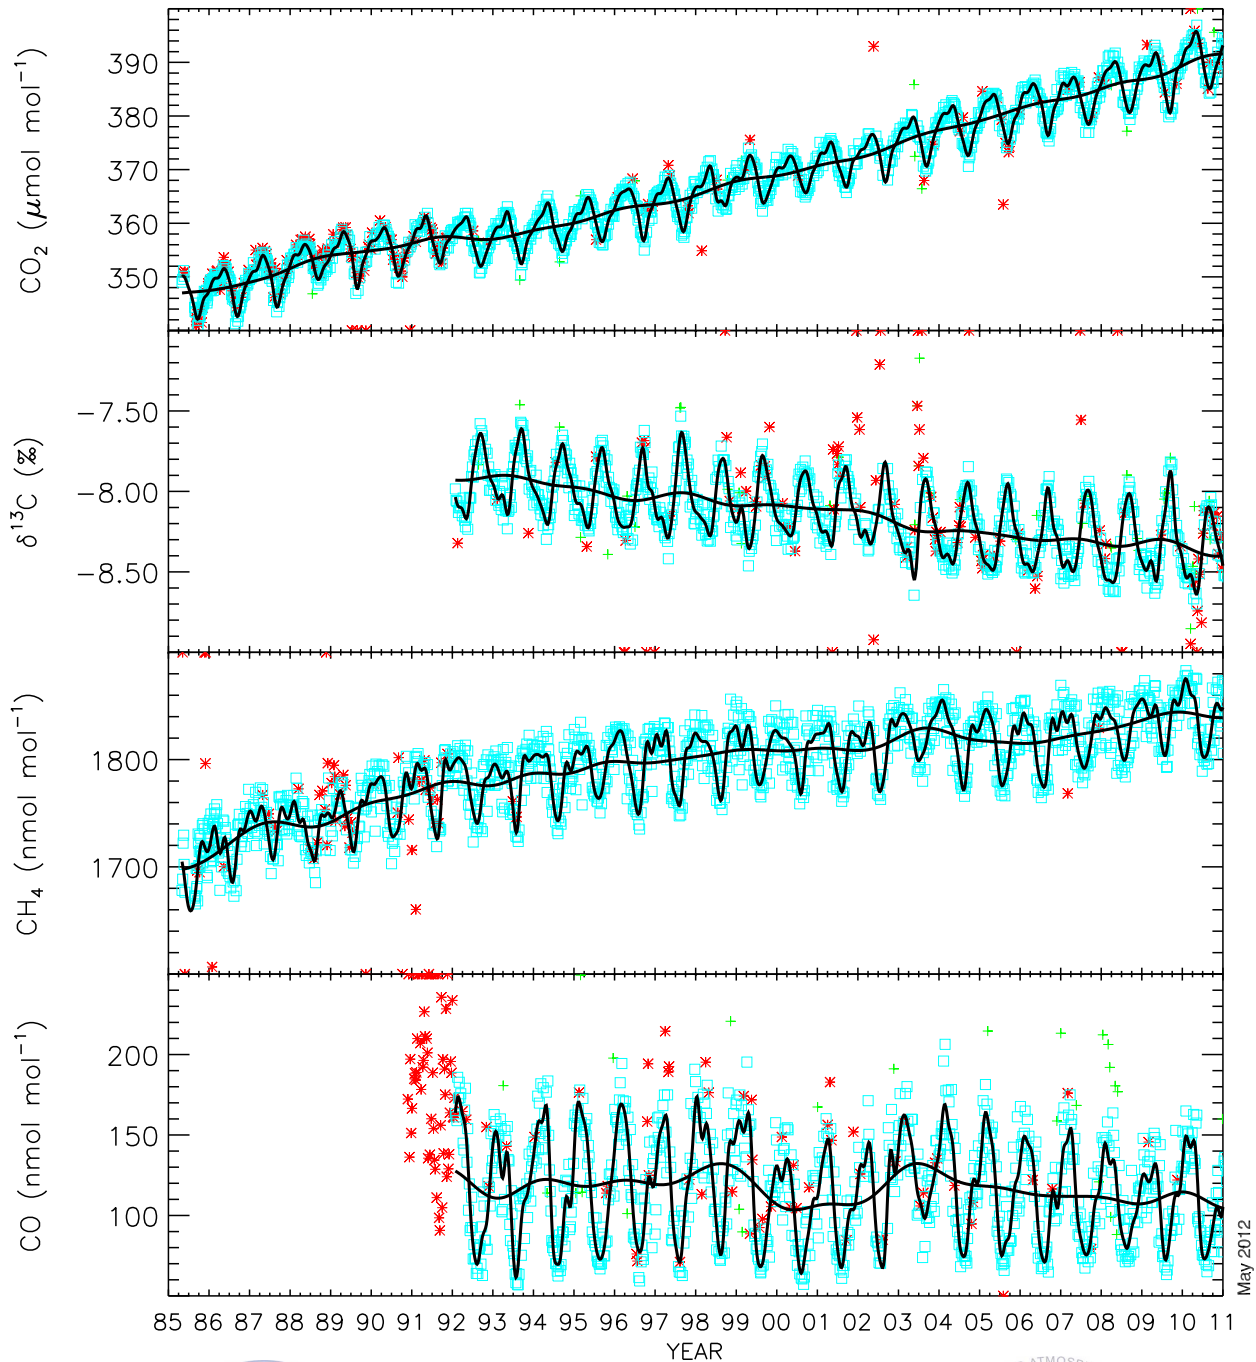 CO₂ (μmol mol⁻¹)
390
380
370
360
350
δ¹³C (‰)
−7.50
−8.00
−8.50
CH₄ (nmol mol⁻¹)
1800
1700
CO (nmol mol⁻¹)
200
150
100
85 86 87 88 89 90 91 92 93 94 95 96 97 98 99 00 01 02 03 04 05 06 07 08 09 10 11
YEAR
May 2012
ATMOS